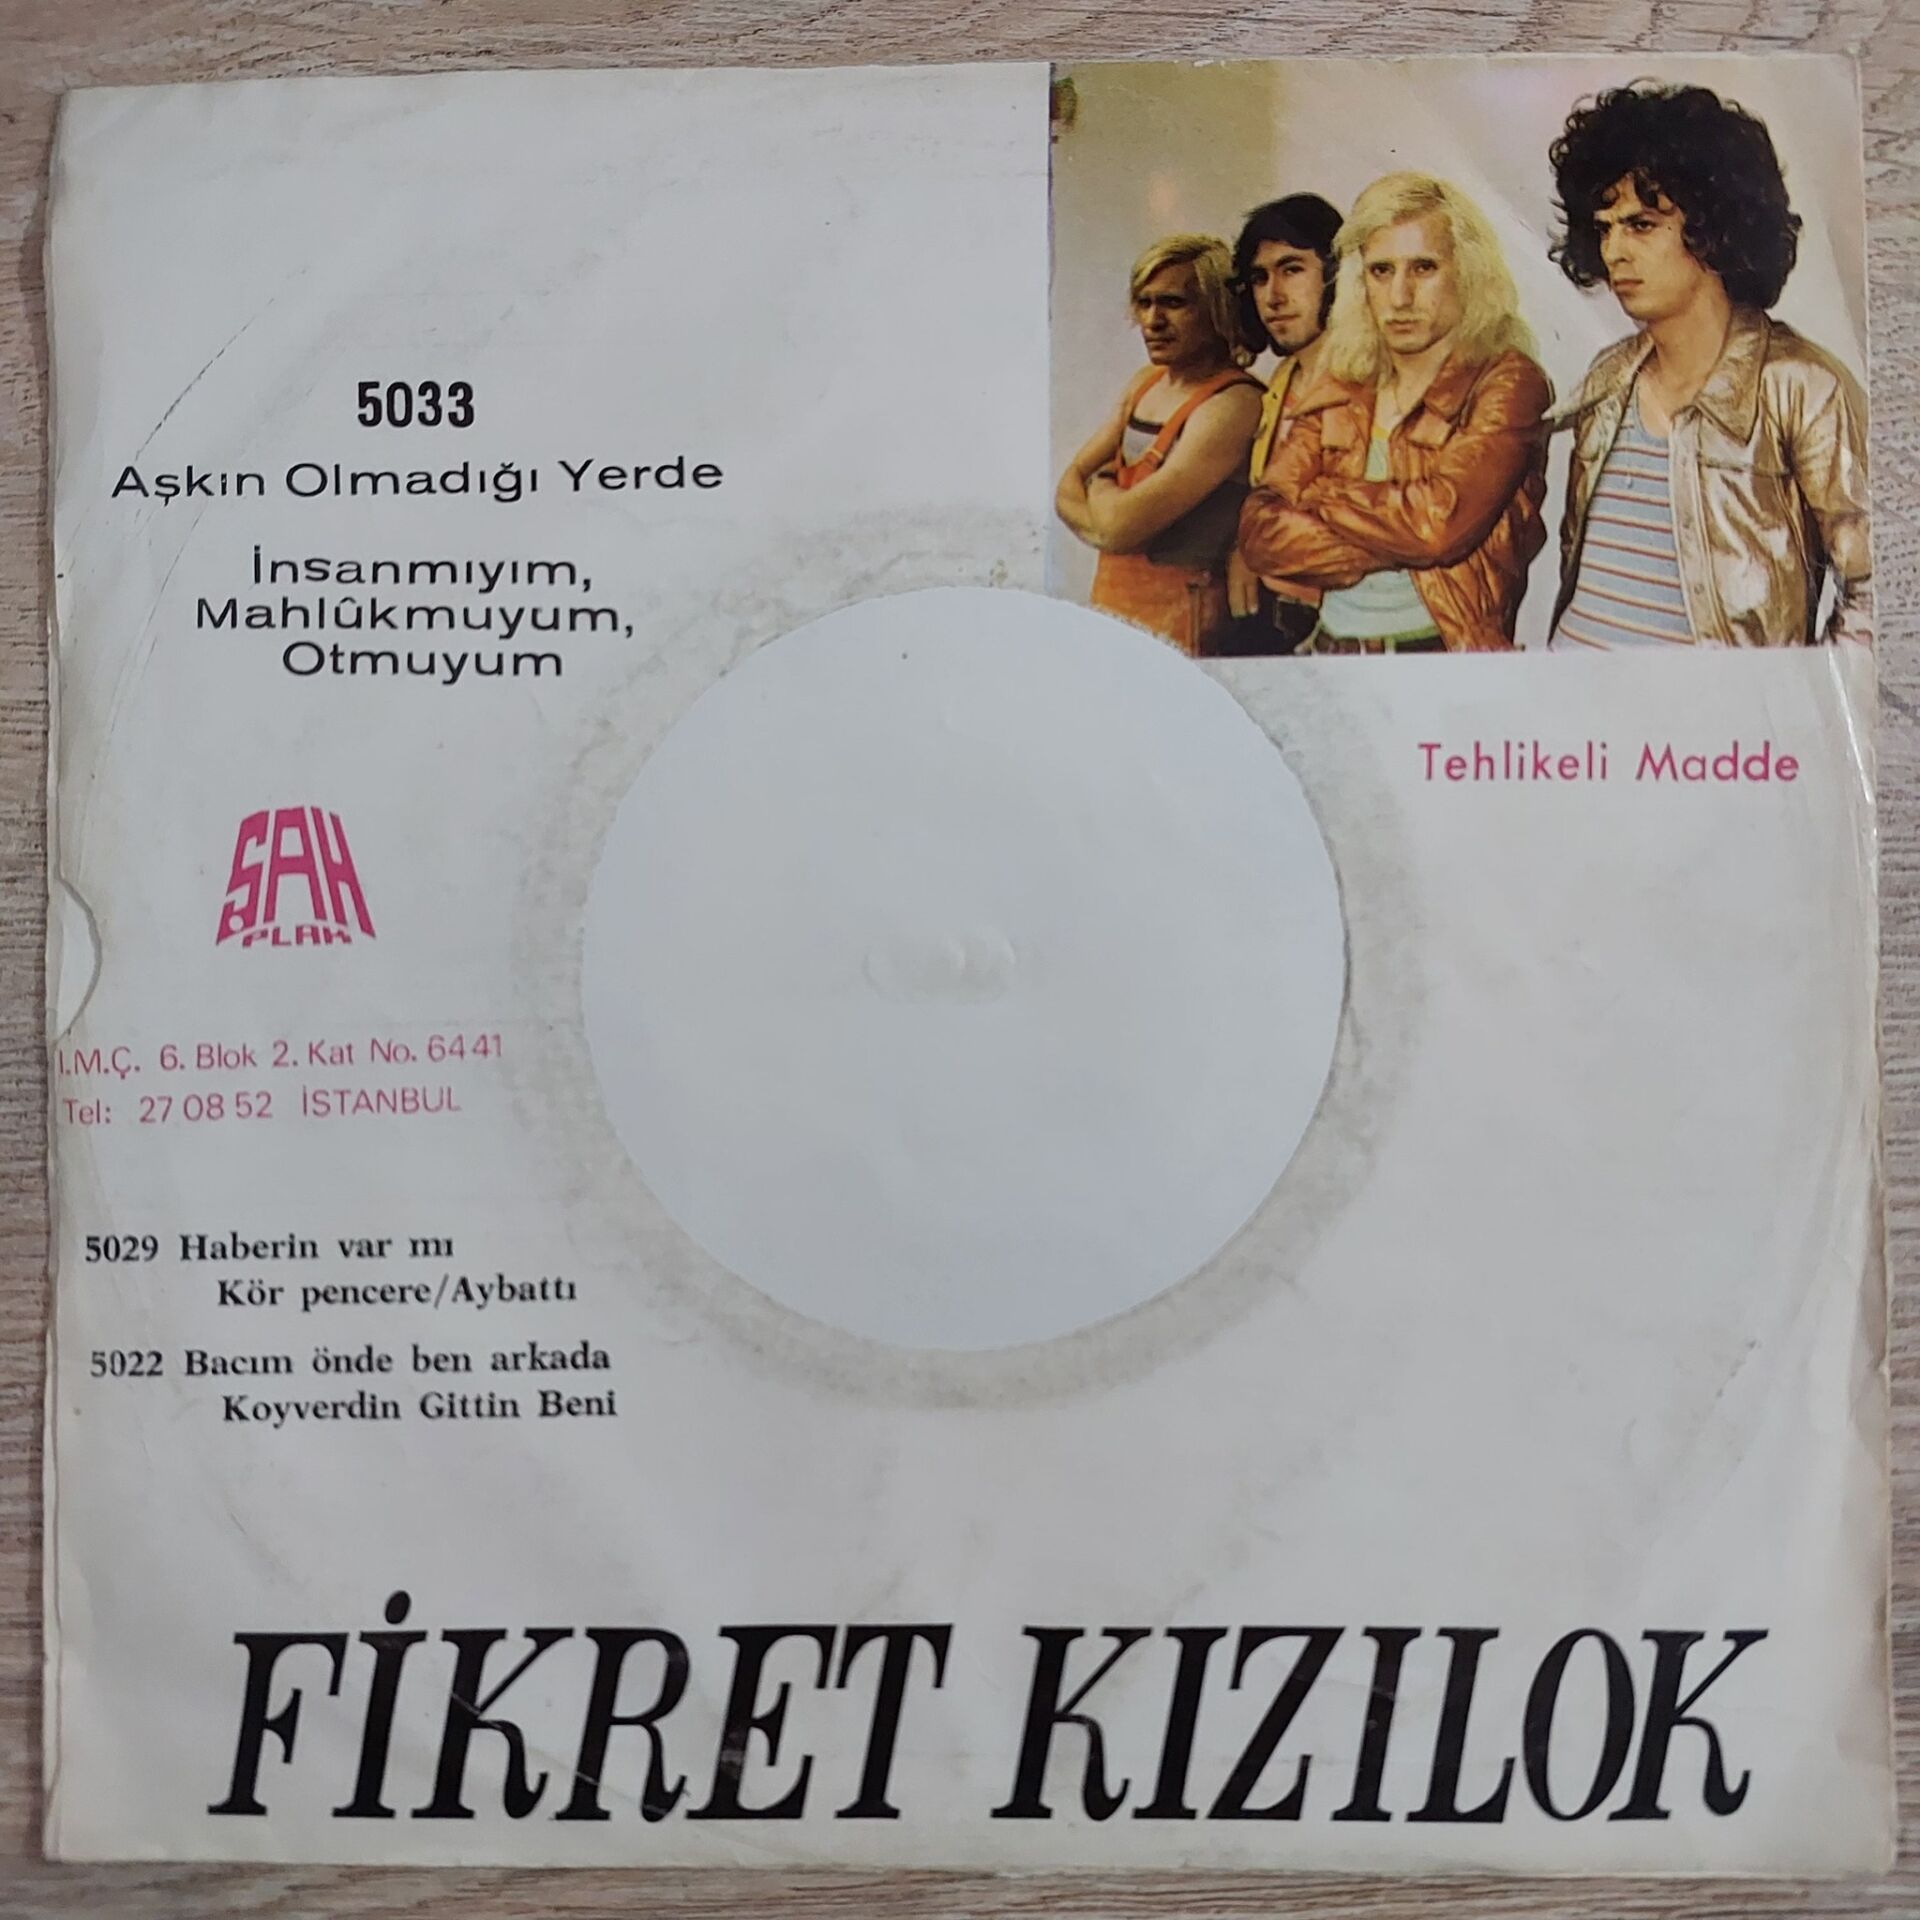 5033
Aşkın Olmadığı Yerde
İnsanmıyım,
Mahlûkmuyum,
Otmuyum
Tehlikeli Madde
ŞAH
PLAK
İ.M.Ç. 6. Blok 2. Kat No. 6441
Tel: 27 08 52 İSTANBUL
5029 Haberin var mı
Kör pencere/Aybattı
5022 Bacım önde ben arkada
Koyverdin Gittin Beni
FİKRET KIZILOK